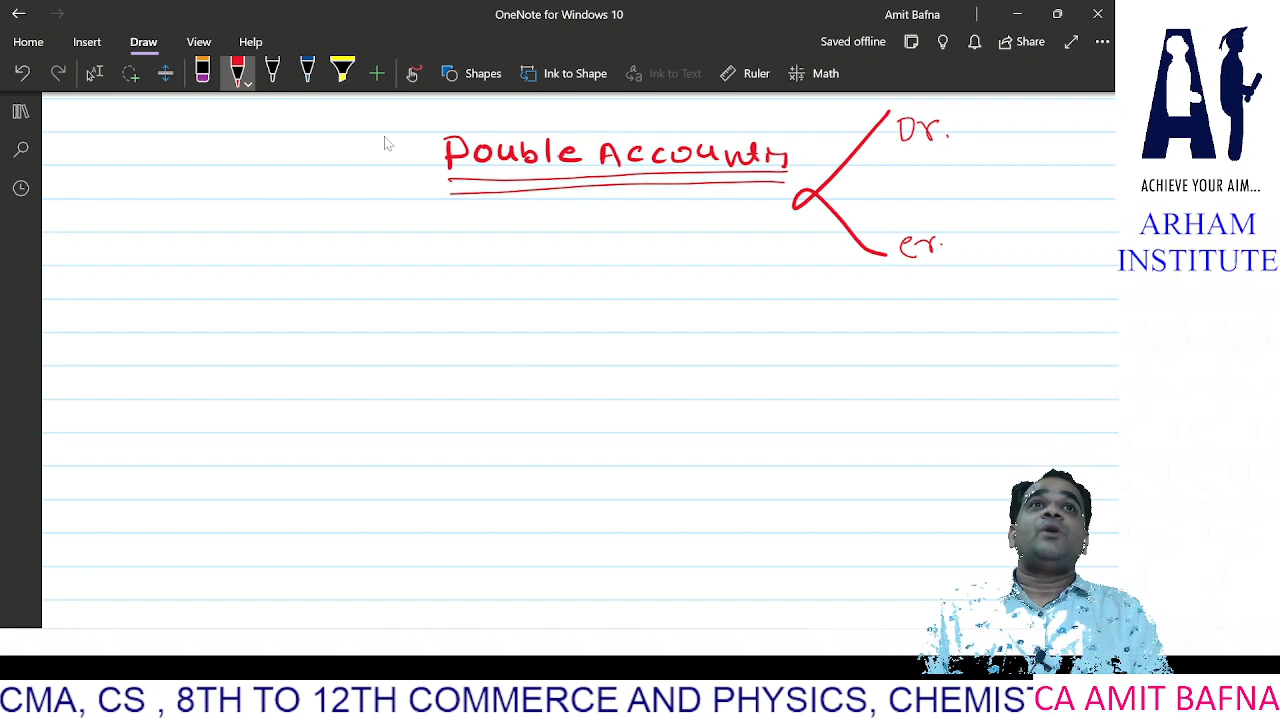 OneNote for Windows 10
Amit Bafna
Home Insert Draw View Help
Saved offline
Share
Ink to Shape
Shapes
Ink to Text
Ruler
Math
Double Accounting
Dr.
Cr.
ACHIEVE YOUR AIM...
ARHAM
INSTITUTE
CMA, CS , 8TH TO 12TH COMMERCE AND PHYSICS, CHEMIST
CA AMIT BAFNA